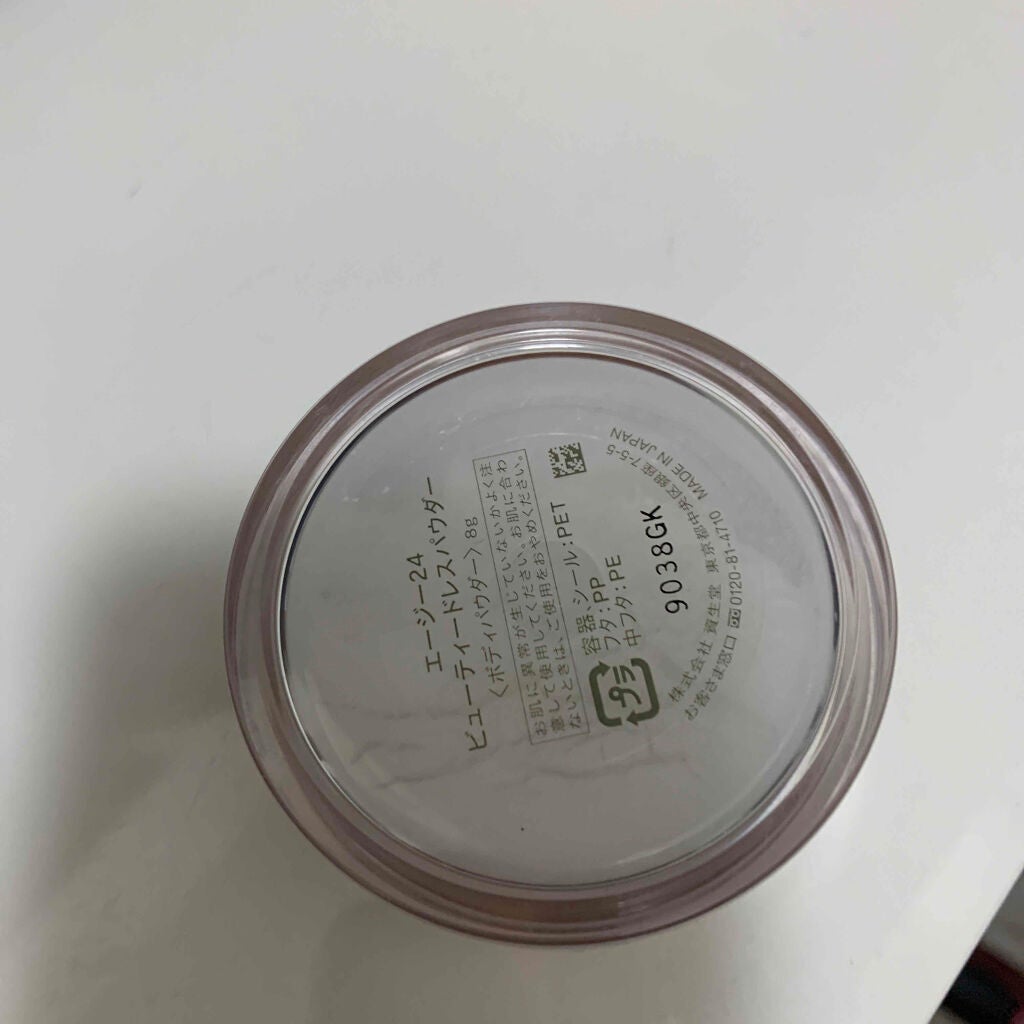 エージー24
ビューティードレスパウダー
〈ボディパウダー〉8g
お肌に異常が生じていないかよく注
意して使用してください。お肌に合わ
ないときは、ご使用をおやめください。
プラ
容器、シール:PET
フタ:PP
中フタ:PE
9038GK
株式会社 資生堂 東京都中央区銀座7-5-5
お客さま窓口 0120-81-4710 MADE IN JAPAN